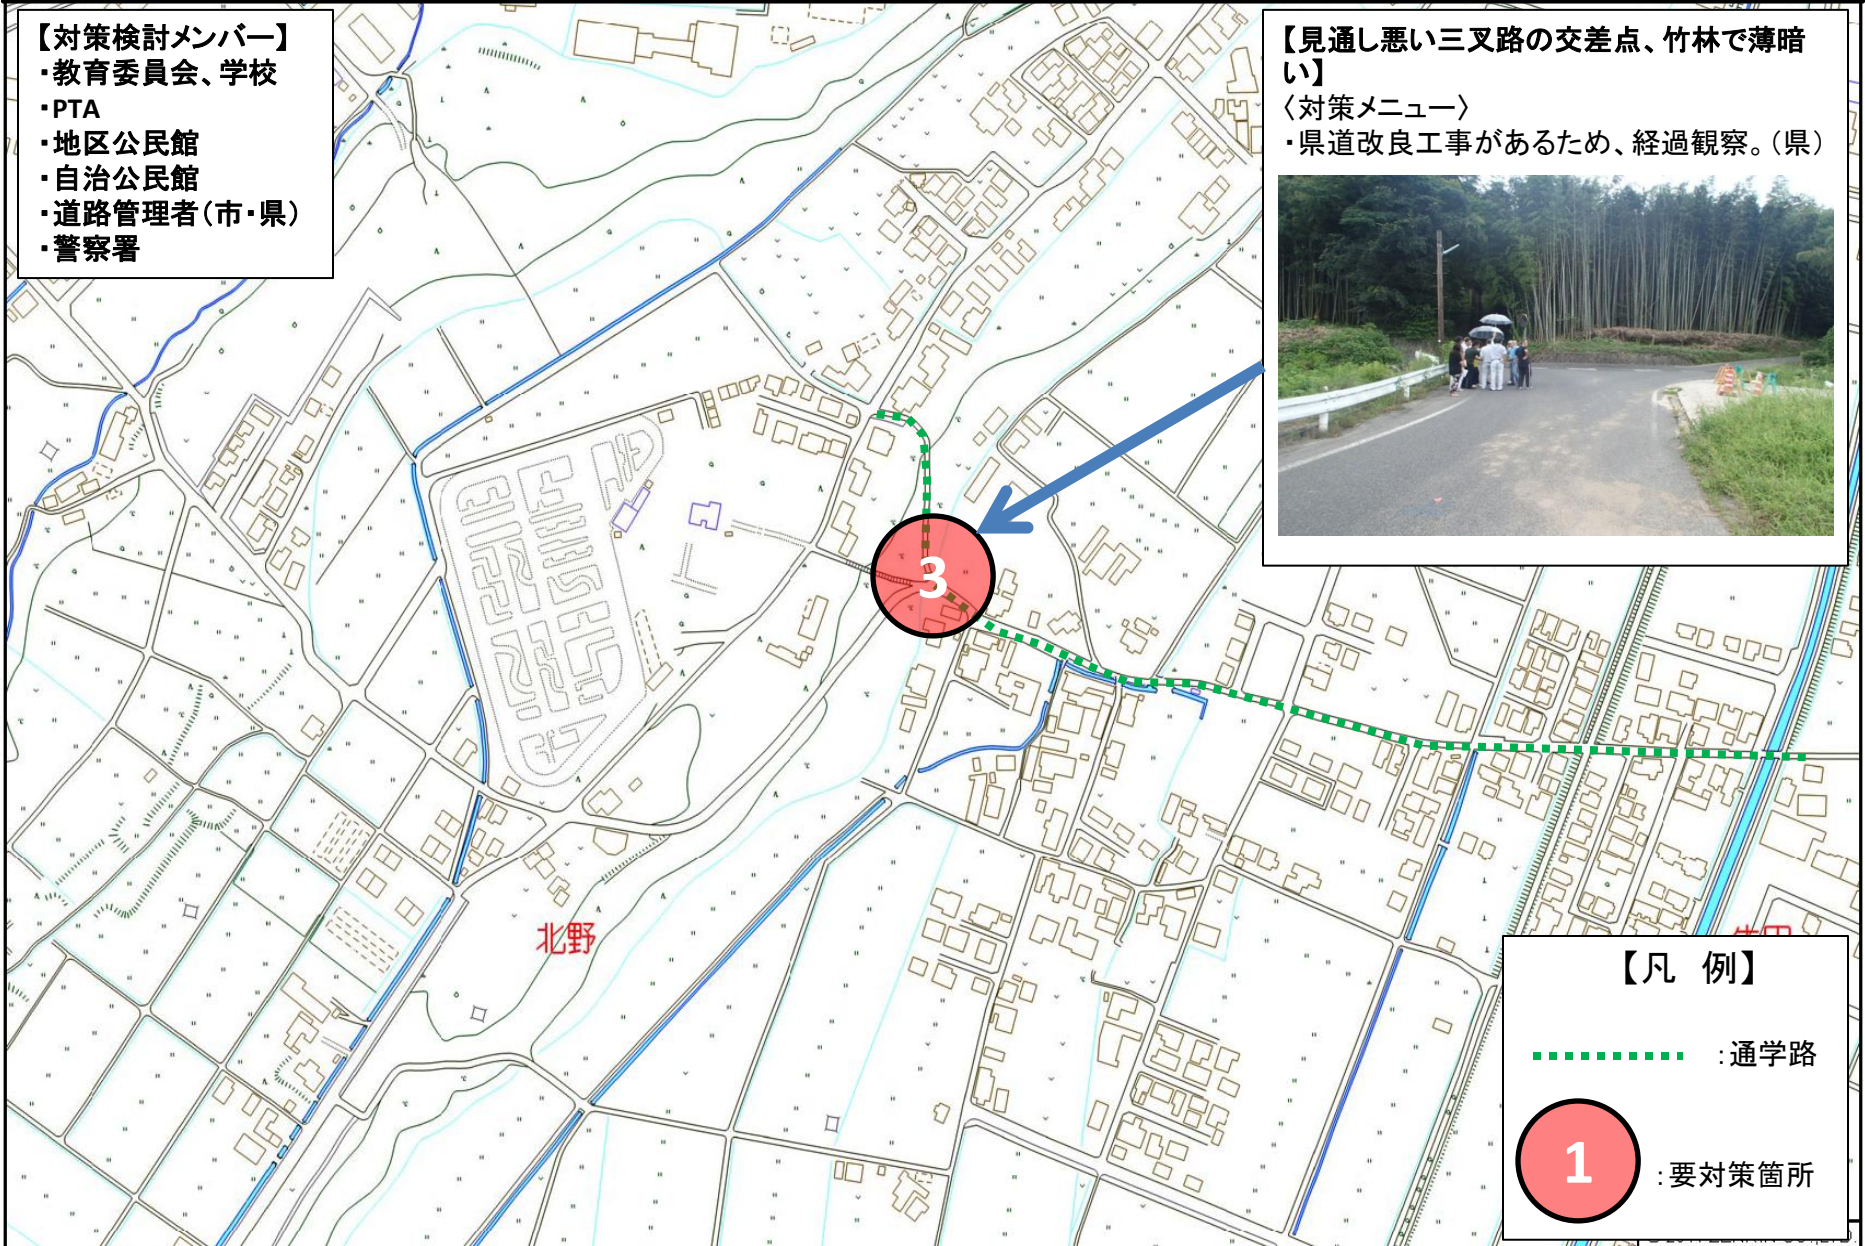 【対策検討メンバー】
・教育委員会、学校
・PTA
・地区公民館
・自治公民館
・道路管理者(市・県)
・警察署
【見通し悪い三叉路の交差点、竹林で薄暗
い】
〈対策メニュー〉
・県道改良工事があるため、経過観察。(県)
3
北野
【凡 例】
:通学路
1
:要対策箇所